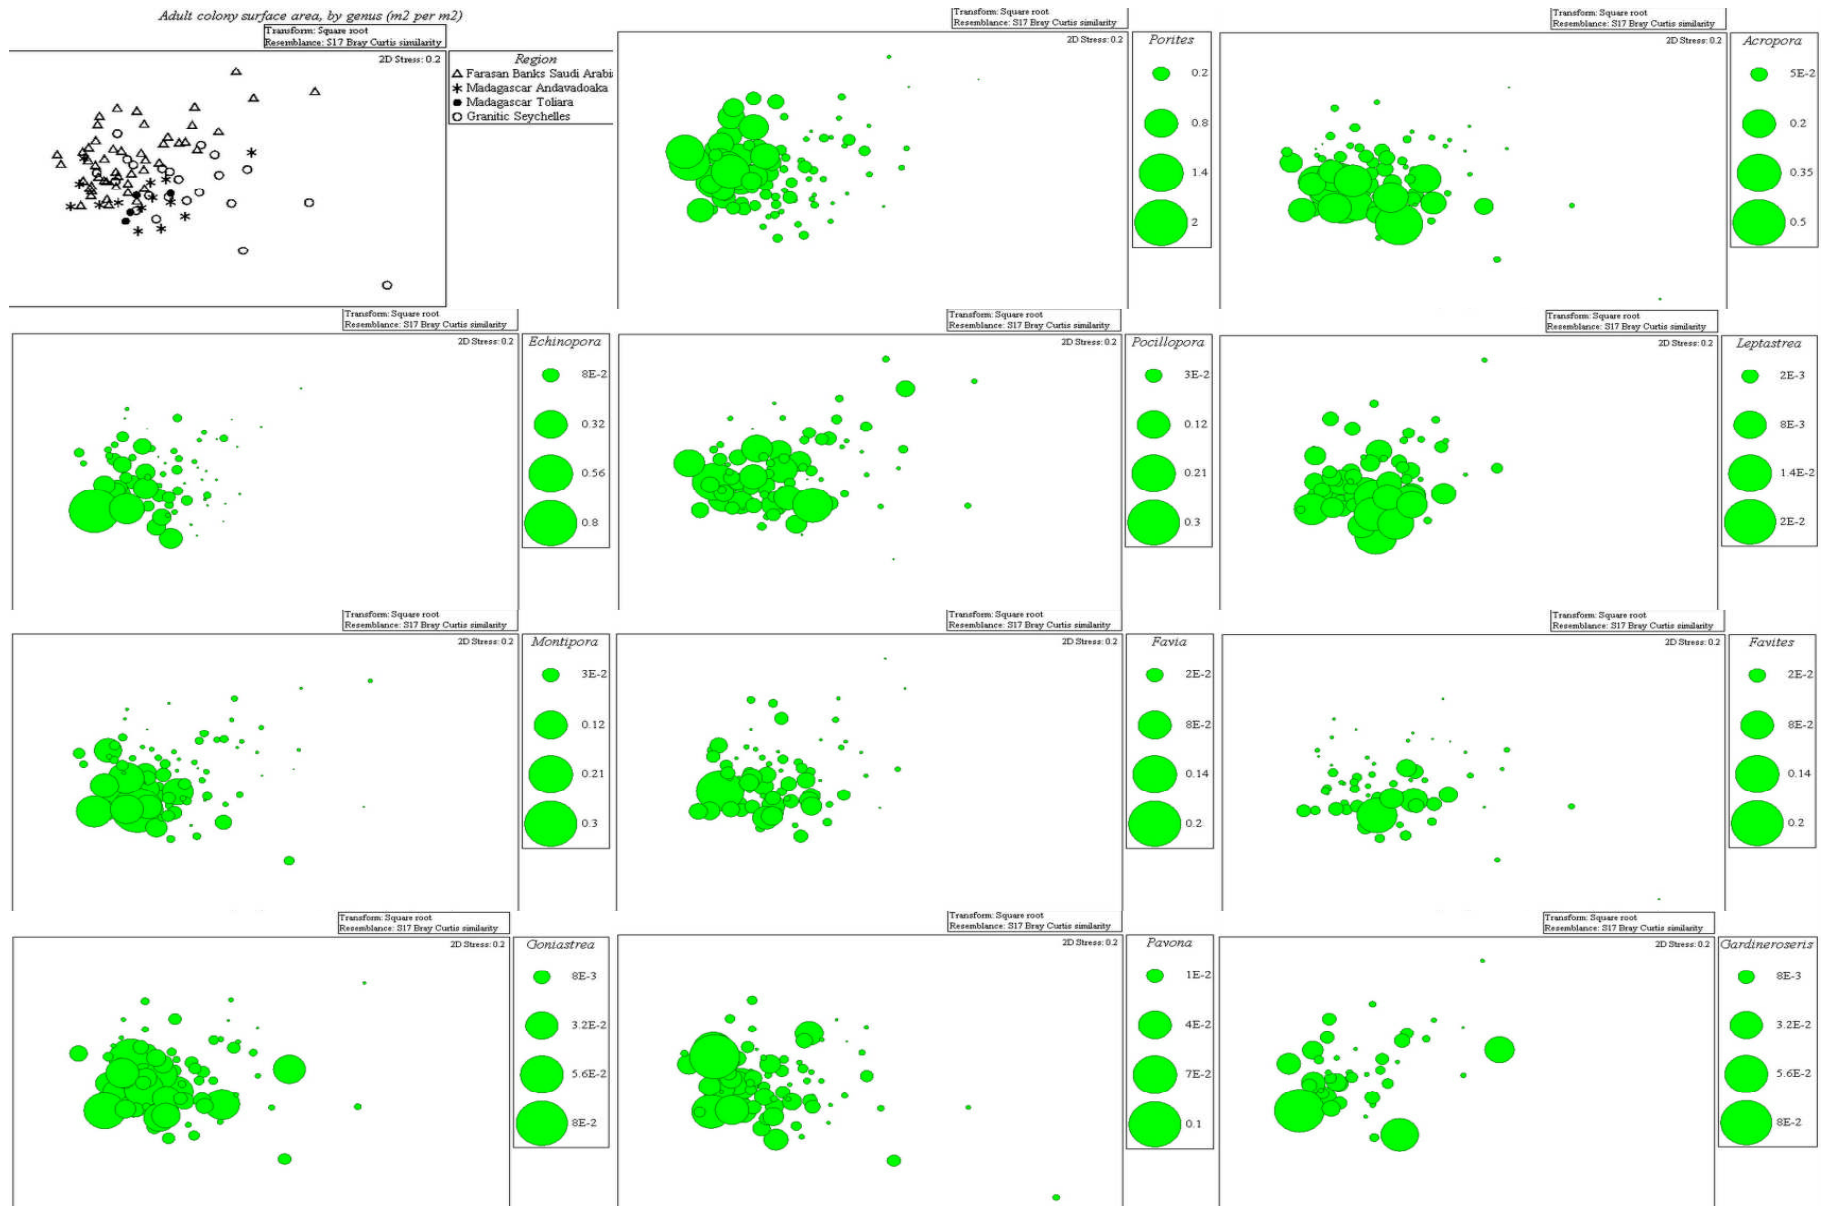 Adult colony surface area, by genus (m2 per m2)
Transform: Square root
Resemblance: S17 Bray Curtis similarity
2D Stress: 0.2
Region
Farasan Banks Saudi Arabi
Madagascar Andavadoaka
Madagascar Toliara
Granitic Seychelles
Transform: Square root
Resemblance: S17 Bray Curtis similarity
2D Stress: 0.2
Porites
0.2
0.8
1.4
2
Transform: Square root
Resemblance: S17 Bray Curtis similarity
2D Stress: 0.2
Acropora
5E-2
0.2
0.35
0.5
Transform: Square root
Resemblance: S17 Bray Curtis similarity
2D Stress: 0.2
Echinopora
8E-2
0.32
0.56
0.8
Transform: Square root
Resemblance: S17 Bray Curtis similarity
2D Stress: 0.2
Pocillopora
3E-2
0.12
0.21
0.3
Transform: Square root
Resemblance: S17 Bray Curtis similarity
2D Stress: 0.2
Leptastrea
2E-3
8E-3
1.4E-2
2E-2
Transform: Square root
Resemblance: S17 Bray Curtis similarity
2D Stress: 0.2
Montipora
3E-2
0.12
0.21
0.3
Transform: Square root
Resemblance: S17 Bray Curtis similarity
2D Stress: 0.2
Favia
2E-2
8E-2
0.14
0.2
Transform: Square root
Resemblance: S17 Bray Curtis similarity
2D Stress: 0.2
Favites
2E-2
8E-2
0.14
0.2
Transform: Square root
Resemblance: S17 Bray Curtis similarity
2D Stress: 0.2
Goniastrea
8E-3
3.2E-2
5.6E-2
8E-2
Transform: Square root
Resemblance: S17 Bray Curtis similarity
2D Stress: 0.2
Pavona
1E-2
4E-2
7E-2
0.1
Transform: Square root
Resemblance: S17 Bray Curtis similarity
2D Stress: 0.2
Gardineroseris
8E-3
3.2E-2
5.6E-2
8E-2